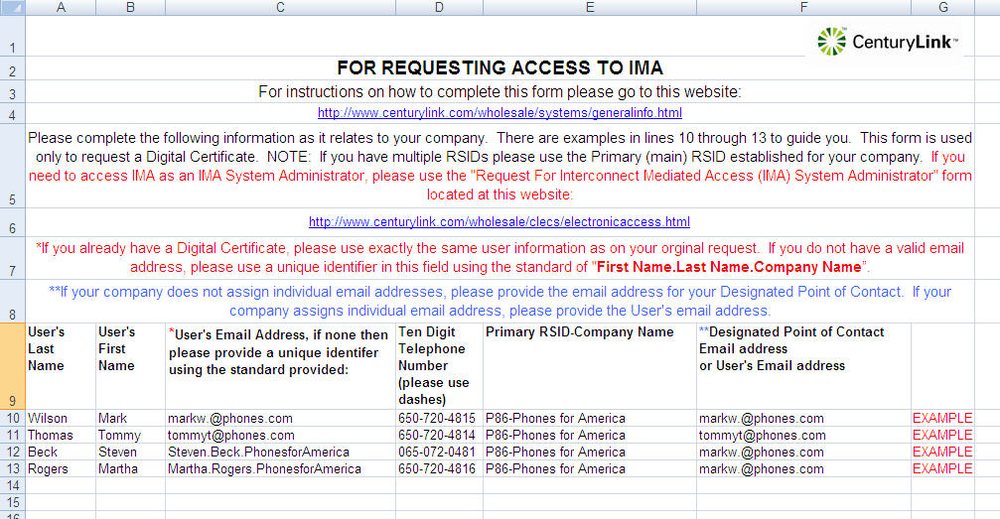 A B C D E F G
1 CenturyLink™
2 FOR REQUESTING ACCESS TO IMA
3 For instructions on how to complete this form please go to this website:
4 http://www.centurylink.com/wholesale/systems/generalinfo.html
Please complete the following information as it relates to your company. There are examples in lines 10 through 13 to guide you. This form is used
only to request a Digital Certificate. NOTE: If you have multiple RSIDs please use the Primary (main) RSID established for your company. If you
need to access IMA as an IMA System Administrator, please use the "Request For Interconnect Mediated Access (IMA) System Administrator" form
5 located at this website:
6 http://www.centurylink.com/wholesale/clecs/electronicaccess.html
*If you already have a Digital Certificate, please use exactly the same user information as on your orginal request. If you do not have a valid email
7 address, please use a unique identifier in this field using the standard of "First Name.Last Name.Company Name".
**If your company does not assign individual email addresses, please provide the email address for your Designated Point of Contact. If your
8 company assigns individual email address, please provide the User's email address.
User's User's *User's Email Address, if none then Ten Digit Primary RSID-Company Name **Designated Point of Contact
Last First please provide a unique identifer Telephone Email address
Name Name using the standard provided: Number or User's Email address
(please use
9 dashes)
10 Wilson Mark markw.@phones.com 650-720-4815 P86-Phones for America markw.@phones.com EXAMPLE
11 Thomas Tommy tommyt@phones.com 650-720-4814 P86-Phones for America tommyt@phones.com EXAMPLE
12 Beck Steven Steven.Beck.PhonesforAmerica 065-072-0481 P86-Phones for America markw.@phones.com EXAMPLE
13 Rogers Martha Martha.Rogers.PhonesforAmerica 650-720-4816 P86-Phones for America markw.@phones.com EXAMPLE
14
15
16